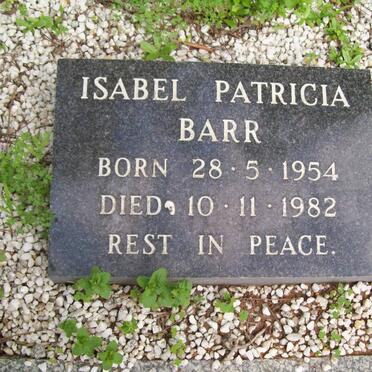 ISABEL PATRICIA
BARR
BORN 28·5·1954
DIED 10·11·1982
REST IN PEACE.